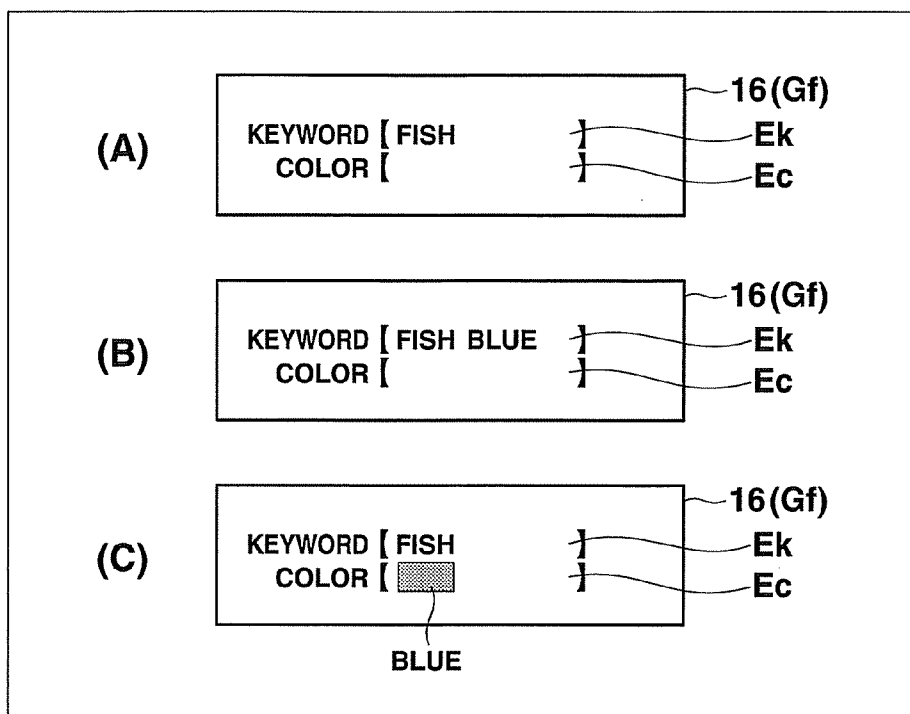 16(Gf)
(A) KEYWORD【FISH 】 Ek
COLOR【 】 Ec
16(Gf)
(B) KEYWORD【FISH BLUE 】 Ek
COLOR【 】 Ec
16(Gf)
(C) KEYWORD【FISH 】 Ek
COLOR【 】 Ec
BLUE